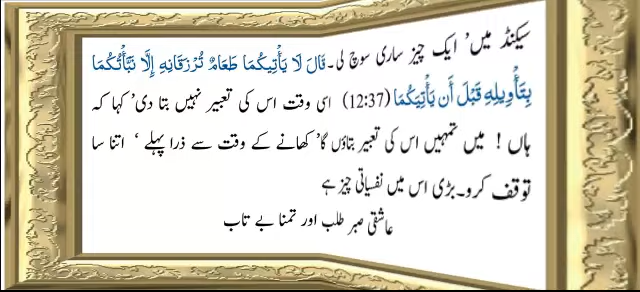 سیکنڈ میں' ایک چیز ساری سوچ لی۔ قَالَ لَا يَأْتِيكُمَا طَعَامٌ تُرْزَقَانِهِ إِلَّا نَبَّأْتُكُمَا
بِتَأْوِيلِهِ قَبْلَ أَن يَأْتِيَكُمَا (12:37) اسی وقت اس کی تعبیر نہیں بتا دی' کہا کہ
ہاں ! میں تمہیں اس کی تعبیر بتاؤں گا' کھانے کے وقت سے ذرا پہلے ' اتنا سا
توقف کرو۔ بڑی اس میں نفسیاتی چیز ہے
عاشقی صبر طلب اور تمنا بے تاب